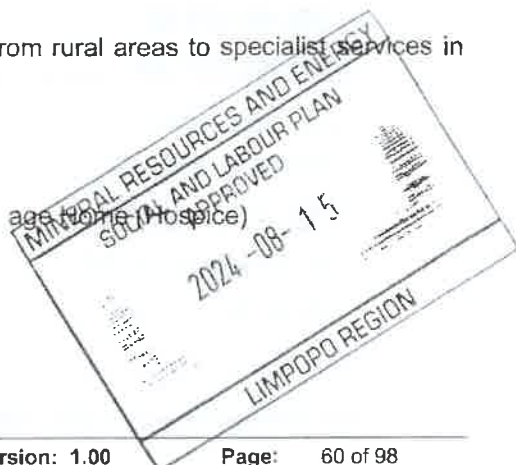 from rural areas to specialist services in
age Home (Hospice)
MINERAL RESOURCES AND ENERGY
SOCIAL AND LABOUR PLAN
APPROVED
2024 -08- 15
LIMPOPO REGION
rsion: 1.00 Page: 60 of 98